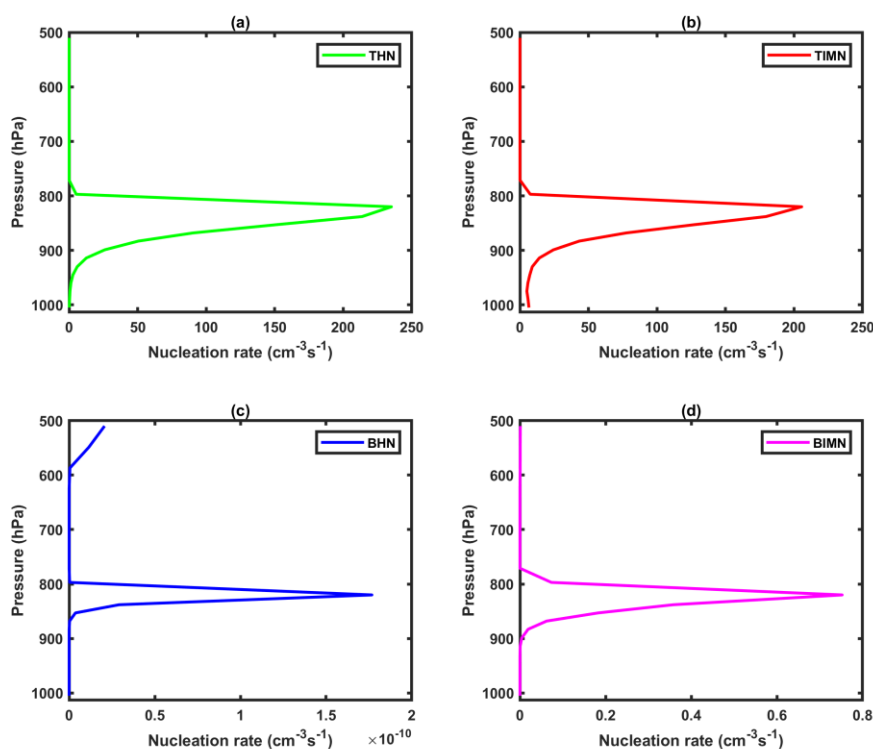 (a)
THN
500
600
700
800
900
1000
Pressure (hPa)
0 50 100 150 200 250
Nucleation rate (cm⁻³s⁻¹)
(b)
TIMN
500
600
700
800
900
1000
Pressure (hPa)
0 50 100 150 200 250
Nucleation rate (cm⁻³s⁻¹)
(c)
BHN
500
600
700
800
900
1000
Pressure (hPa)
0 0.5 1 1.5 2
Nucleation rate (cm⁻³s⁻¹) ×10⁻¹⁰
(d)
BIMN
500
600
700
800
900
1000
Pressure (hPa)
0 0.2 0.4 0.6 0.8
Nucleation rate (cm⁻³s⁻¹)